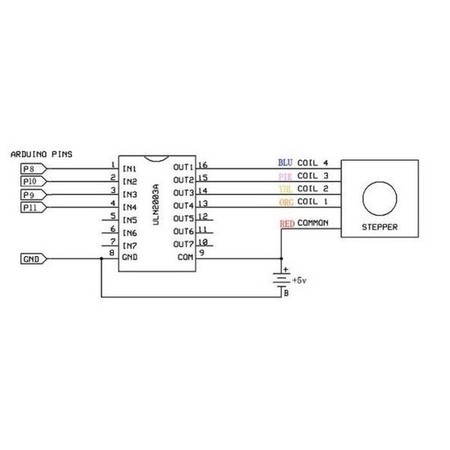 ARDUINO PINS
P8 1 IN1 OUT1 16 BLU COIL 4
P10 2 IN2 OUT2 15 PIK COIL 3
P9 3 IN3 OUT3 14 YEL COIL 2
P11 4 IN4 OUT4 13 ORG COIL 1
5 IN5 OUT5 12
6 IN6 OUT6 11 RED COMMON
7 IN7 OUT7 10
GND 8 GND COM 9
ULN2003A
STEPPER
+
+5v
B